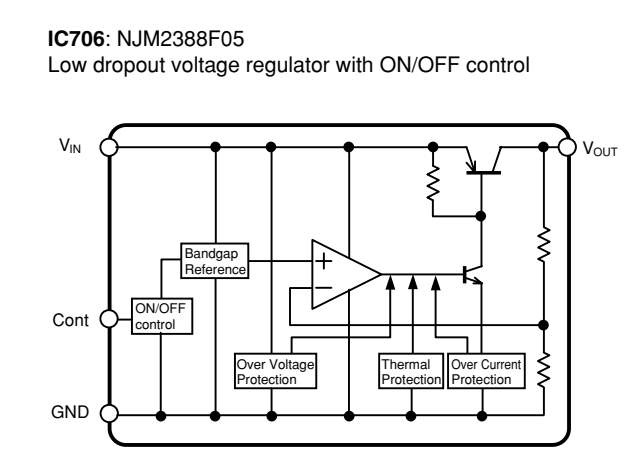 IC706: NJM2388F05
Low dropout voltage regulator with ON/OFF control
VIN
VOUT
Bandgap
Reference
+
−
Cont
ON/OFF
control
Over Voltage
Protection
Thermal
Protection
Over Current
Protection
GND